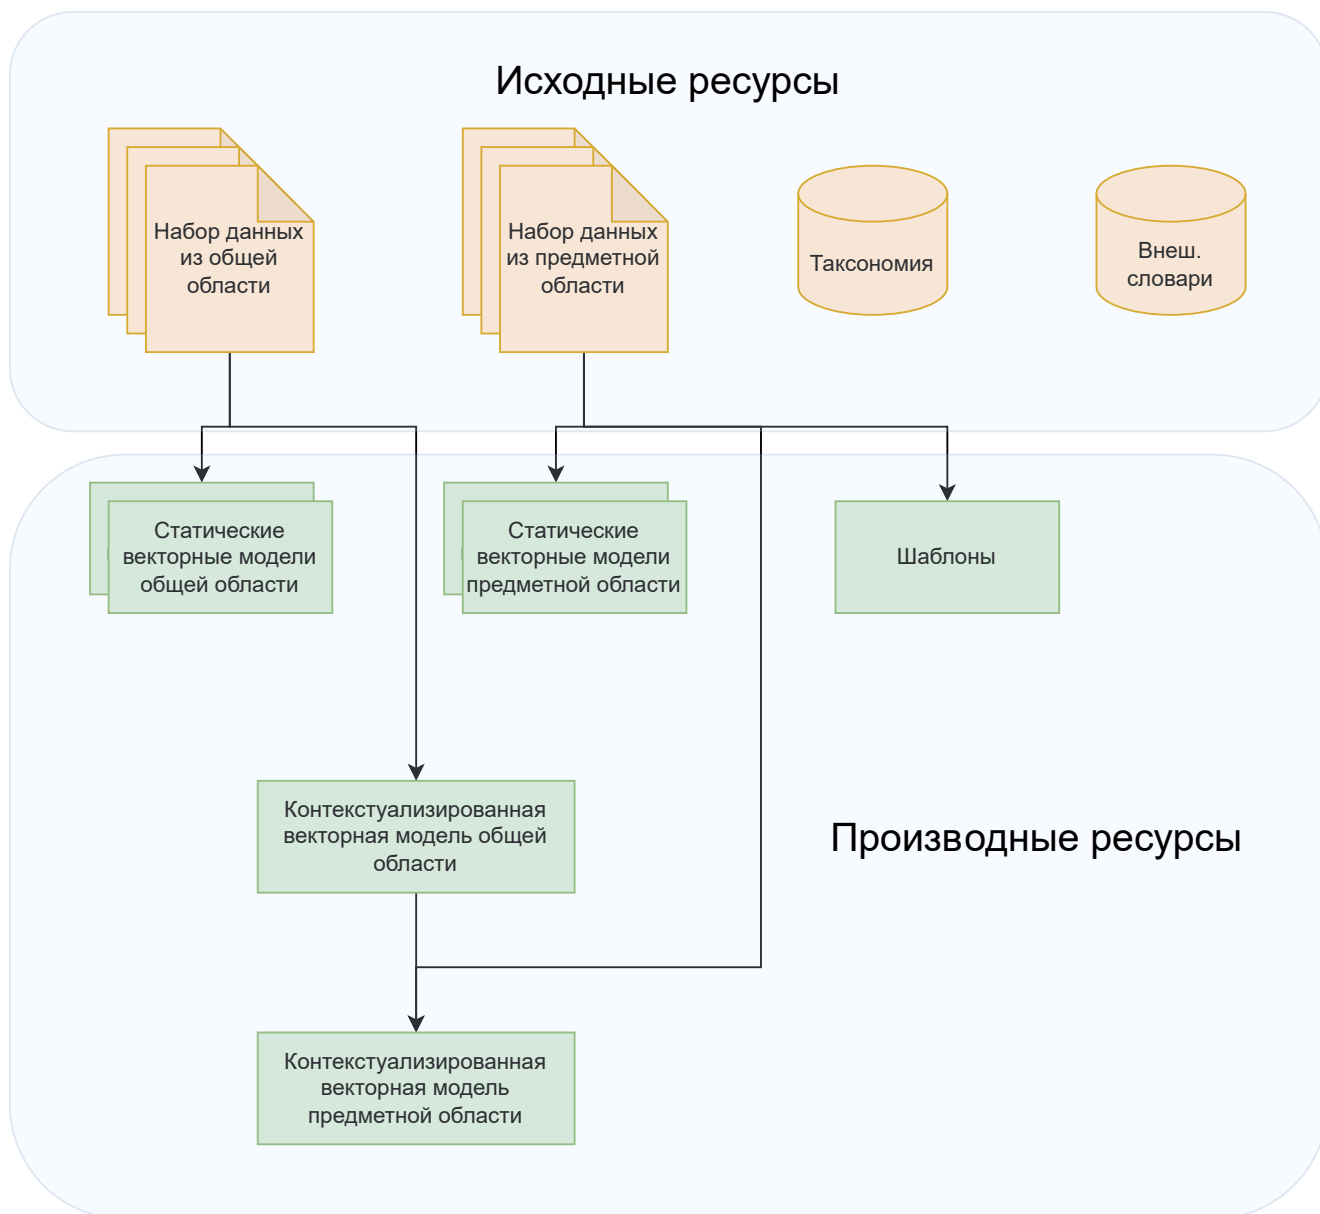 Исходные ресурсы
Набор данных
из общей
области
Набор данных
из предметной
области
Таксономия
Внеш.
словари
Статические
векторные модели
общей области
Статические
векторные модели
предметной области
Шаблоны
Контекстуализированная
векторная модель общей
области
Производные ресурсы
Контекстуализированная
векторная модель
предметной области